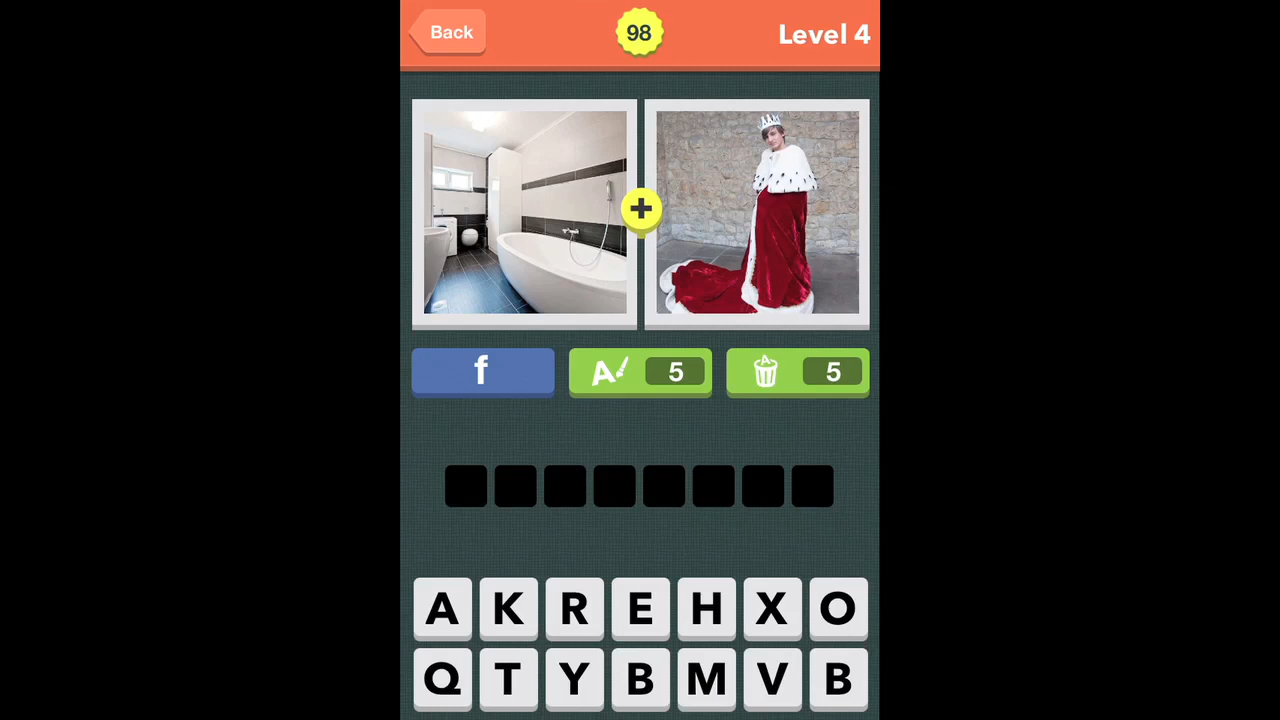 Back 98 Level 4
+
f A 5 A 5
A K R E H X O
Q T Y B M V B